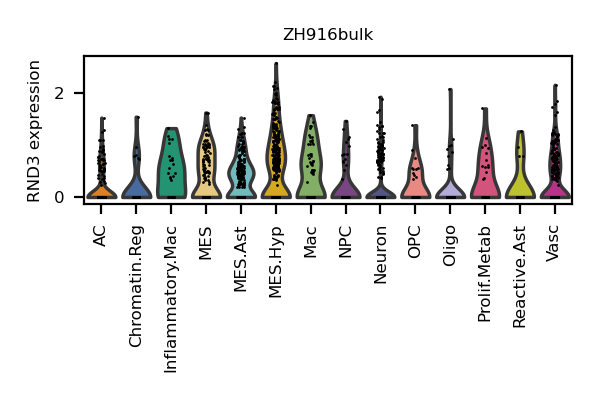 ZH916bulk
RND3 expression
2
0
AC
Chromatin.Reg
Inflammatory.Mac
MES
MES.Ast
MES.Hyp
Mac
NPC
Neuron
OPC
Oligo
Prolif.Metab
Reactive.Ast
Vasc